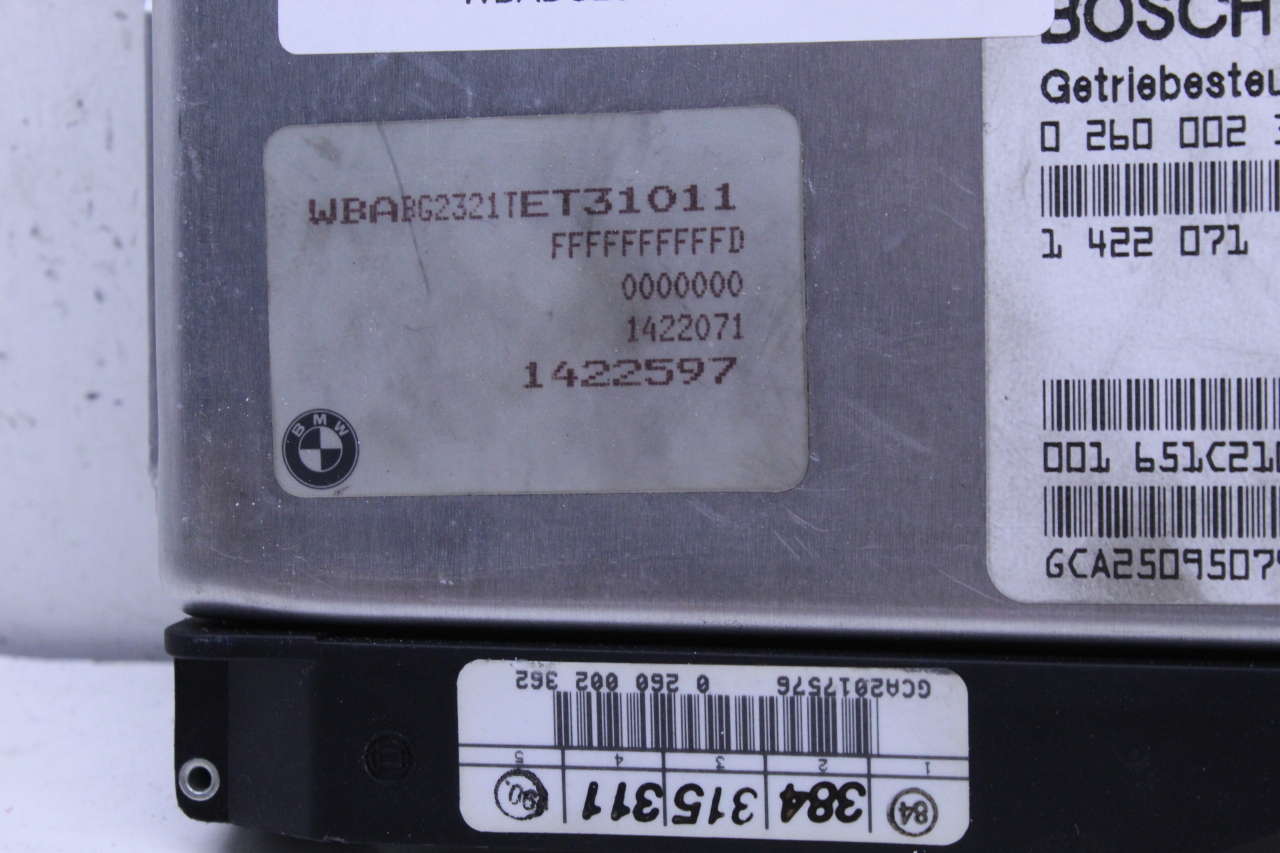 BOSCH
Getriebesteu
0 260 002 3
1 422 071
001 651C21
GCA2509507
WBABG2321TET31011
FFFFFFFFFFD
0000000
1422071
1422597
BMW
GCA2017576 0 260 002 362
1 2 3 4 5
84 384 315 311 90.